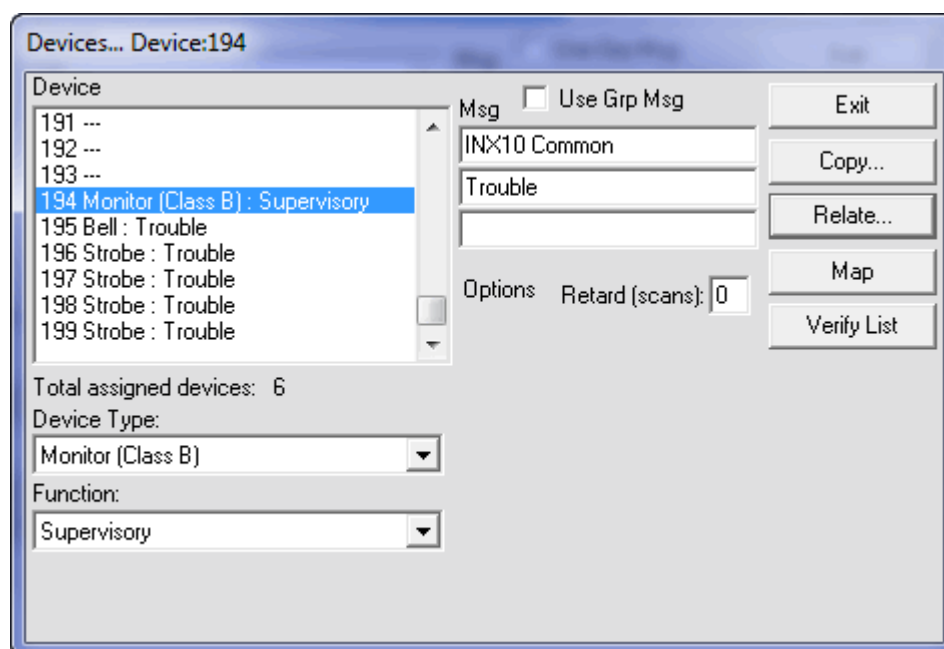 Devices... Device:194
Device
191 ---
192 ---
193 ---
194 Monitor (Class B) : Supervisory
195 Bell : Trouble
196 Strobe : Trouble
197 Strobe : Trouble
198 Strobe : Trouble
199 Strobe : Trouble
Total assigned devices: 6
Device Type:
Monitor (Class B)
Function:
Supervisory
Msg Use Grp Msg
INX10 Common
Trouble
Options Retard (scans): 0
Exit
Copy...
Relate...
Map
Verify List